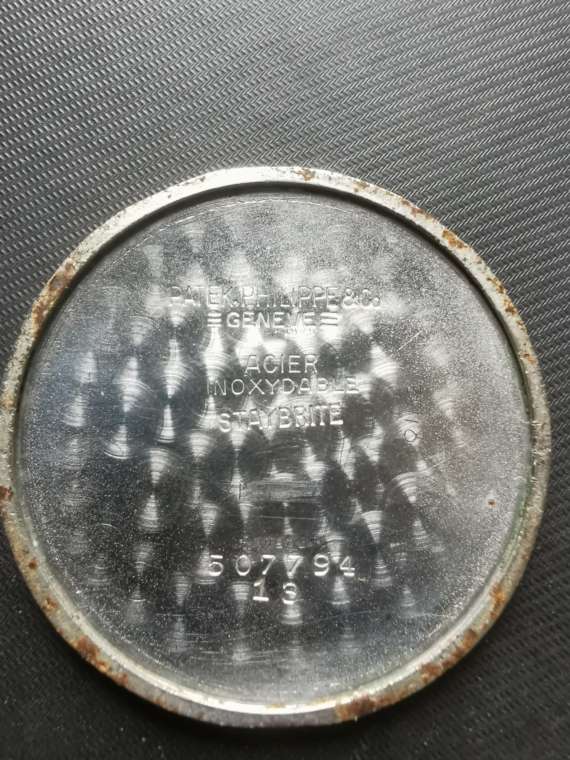 PATEK.PHILIPPE & Co
GENEVE
ACIER
INOXYDABLE
STAYBRITE
507794
13